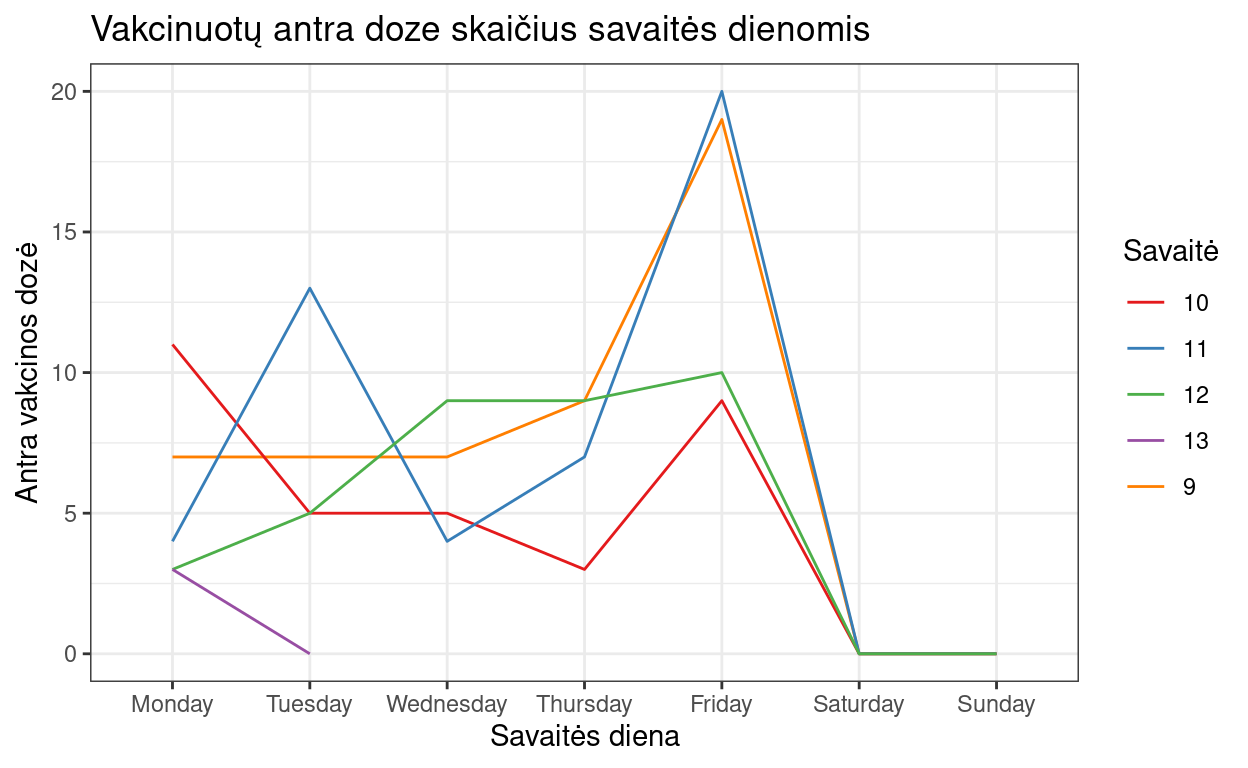 Vakcinuotų antra doze skaičius savaitės dienomis
20
15
10
5
0
Antra vakcinos dozė
Monday Tuesday Wednesday Thursday Friday Saturday Sunday
Savaitės diena
Savaitė
10
11
12
13
9